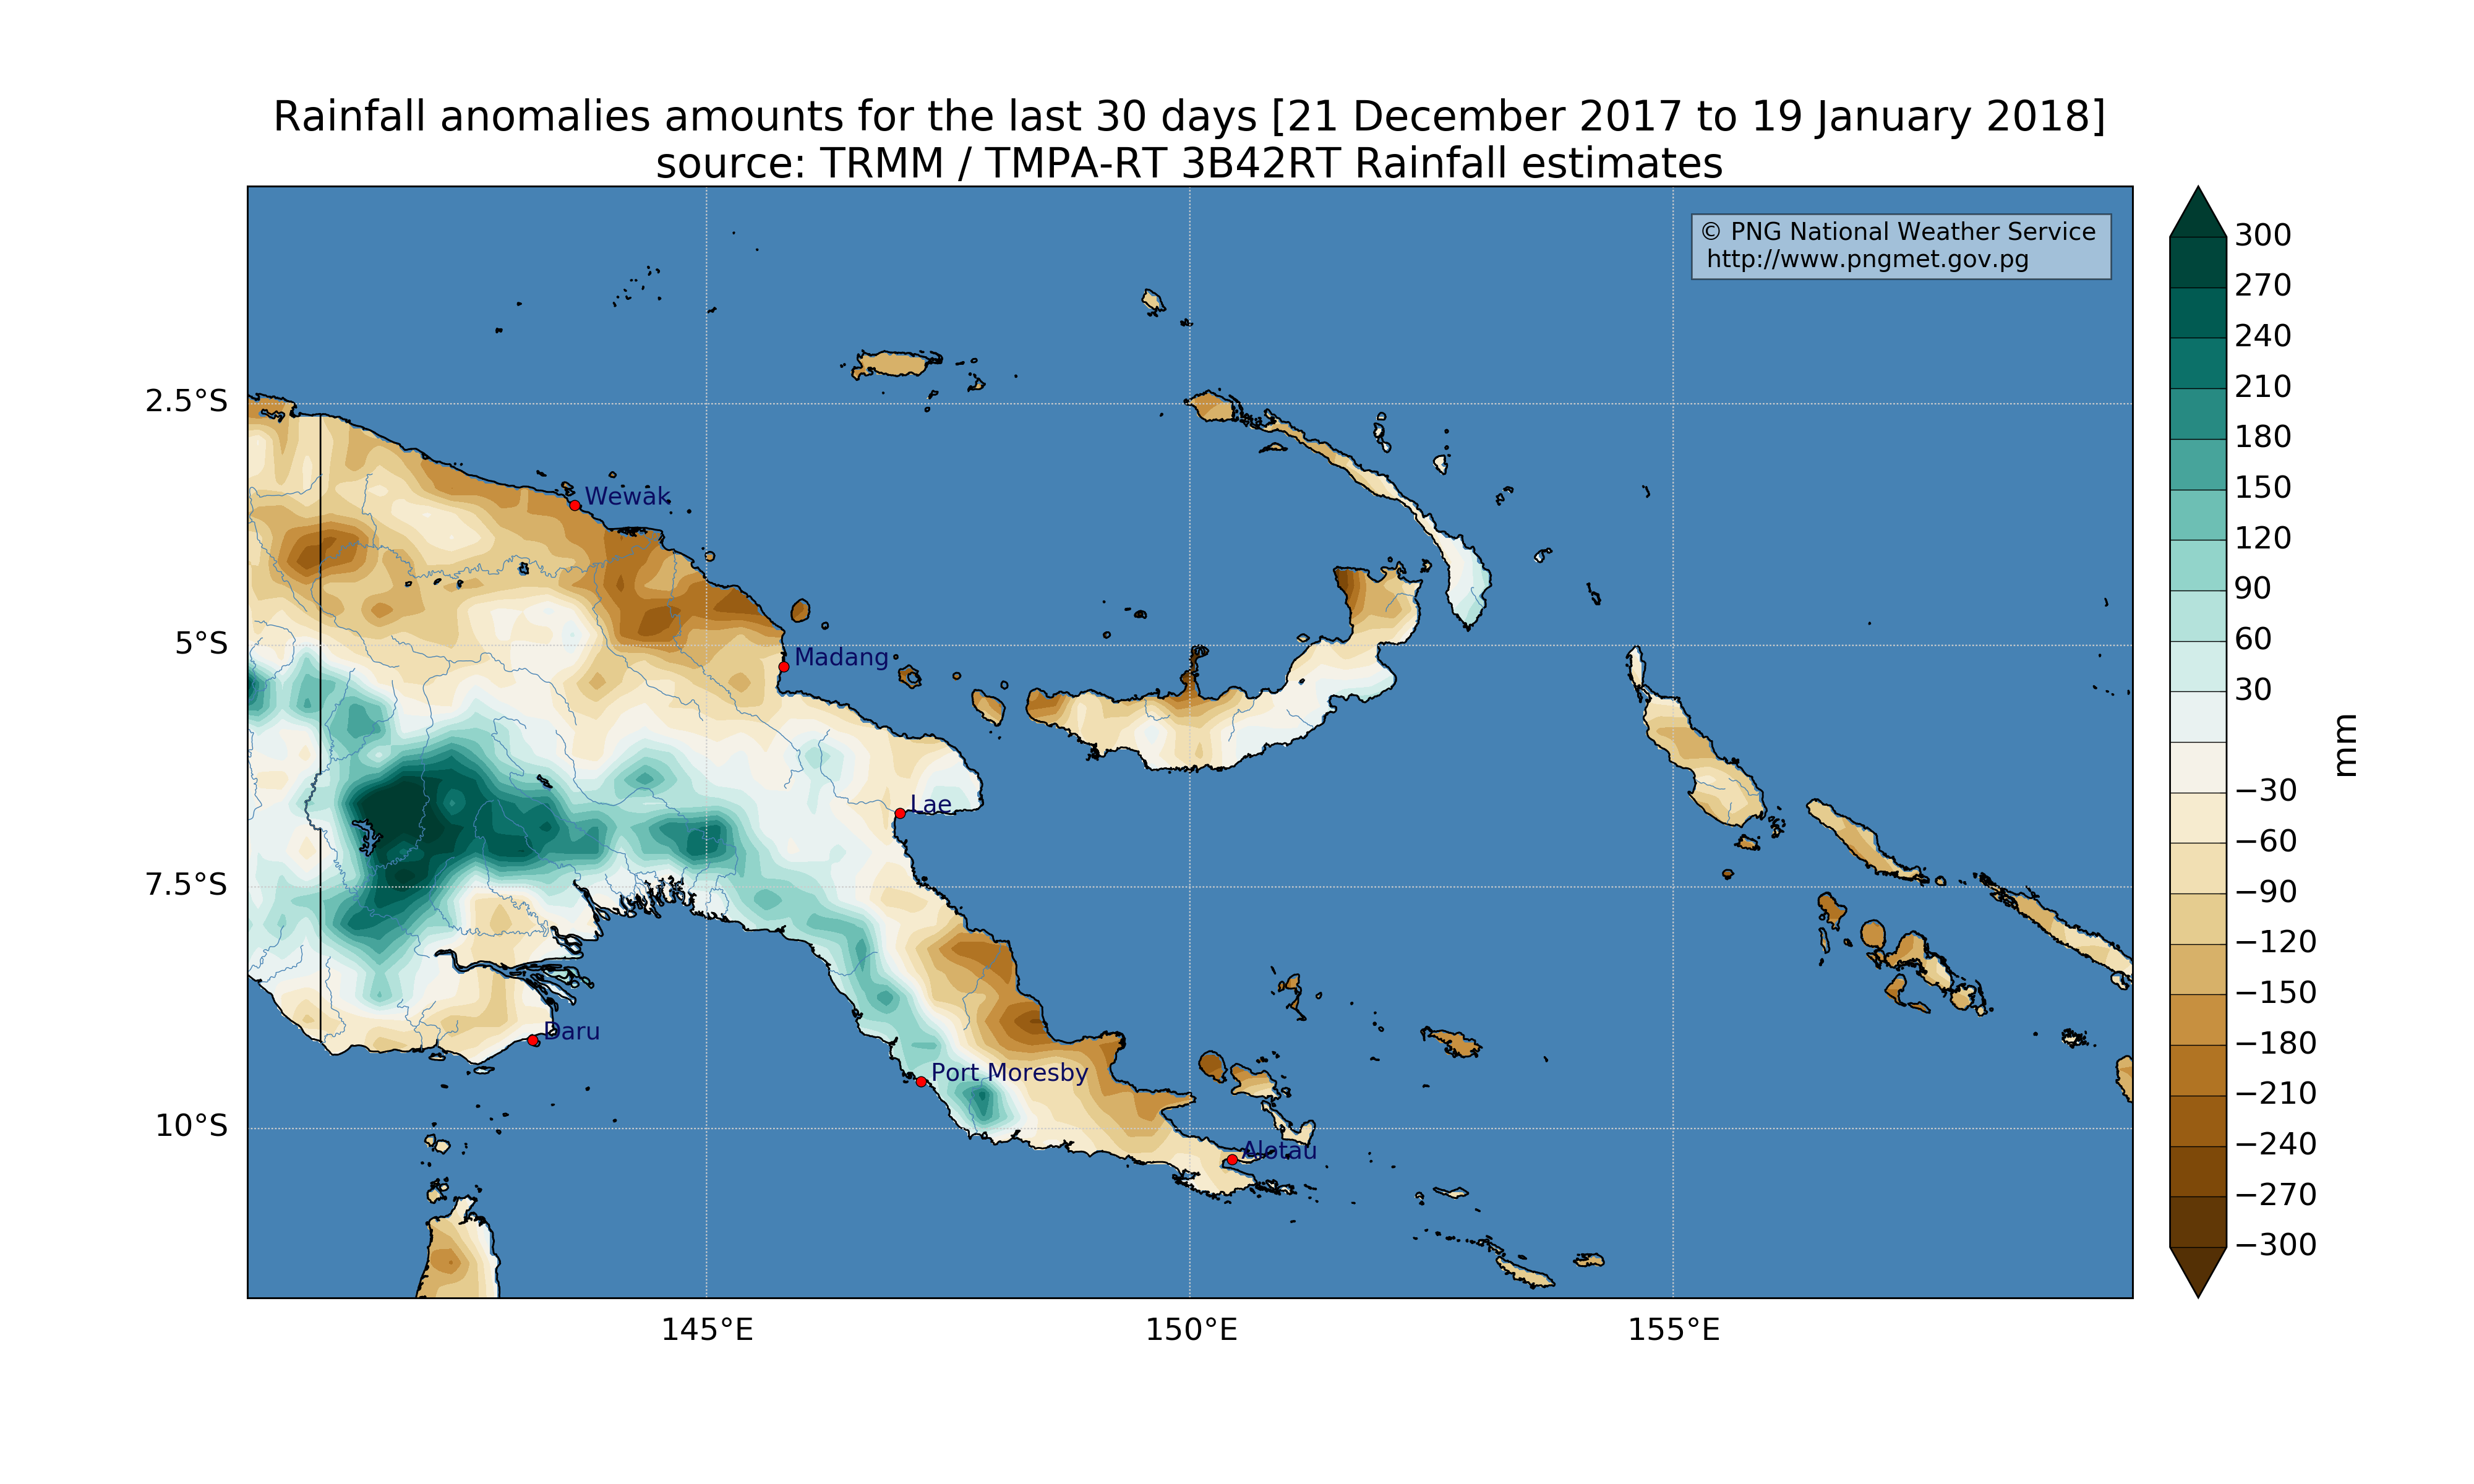 Rainfall anomalies amounts for the last 30 days [21 December 2017 to 19 January 2018]
source: TRMM / TMPA-RT 3B42RT Rainfall estimates
© PNG National Weather Service
http://www.pngmet.gov.pg
2.5°S
5°S
7.5°S
10°S
Wewak
Madang
Lae
Daru
Port Moresby
Alotau
145°E
150°E
155°E
300
270
240
210
180
150
120
90
60
30
−30
−60
−90
−120
−150
−180
−210
−240
−270
−300
mm